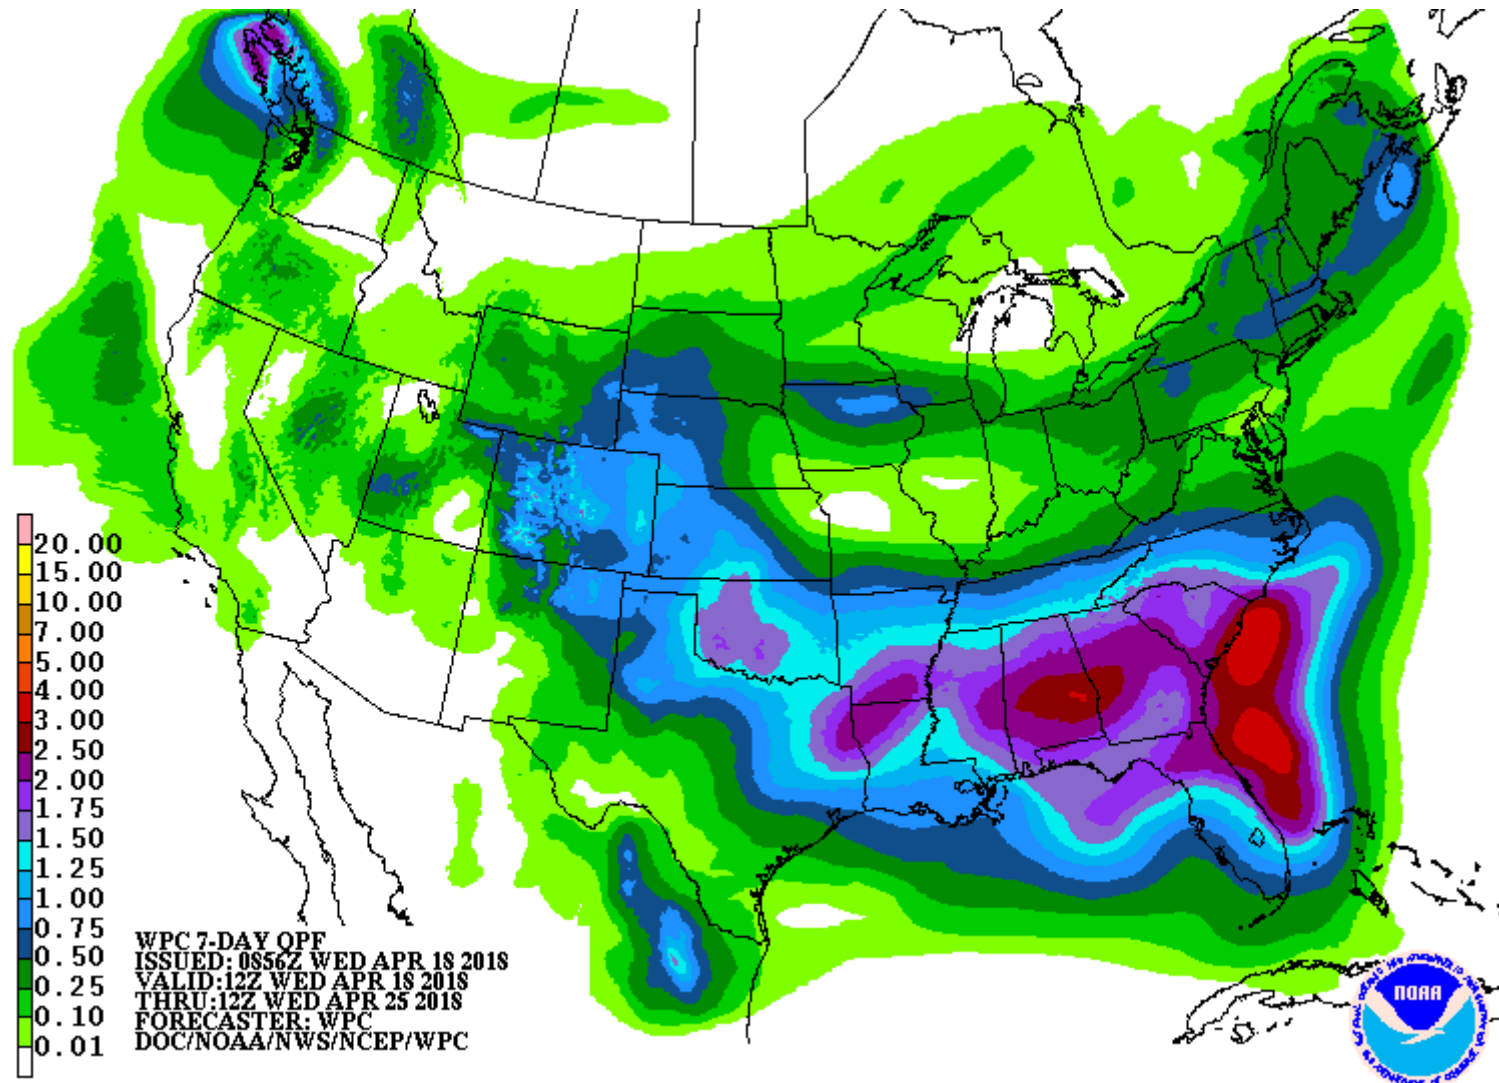 20.00
15.00
10.00
7.00
5.00
4.00
3.00
2.50
2.00
1.75
1.50
1.25
1.00
0.75
0.50
0.25
0.10
0.01
WPC 7-DAY QPF
ISSUED: 0856Z WED APR 18 2018
VALID:12Z WED APR 18 2018
THRU:12Z WED APR 25 2018
FORECASTER: WPC
DOC/NOAA/NWS/NCEP/WPC
NOAA